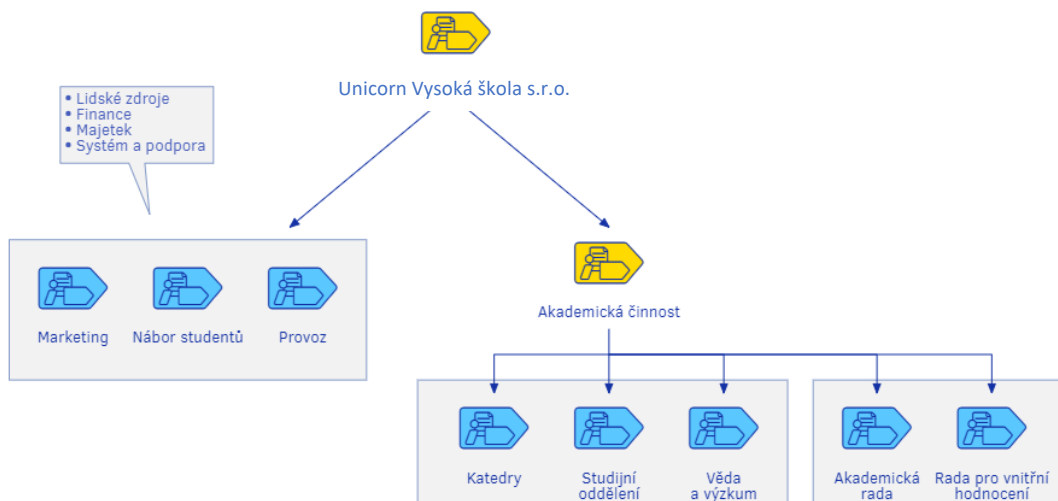 Unicorn Vysoká škola s.r.o.
• Lidské zdroje
• Finance
• Majetek
• Systém a podpora
Marketing
Nábor studentů
Provoz
Akademická činnost
Katedry
Studijní
oddělení
Věda
a výzkum
Akademická
rada
Rada pro vnitřní
hodnocení